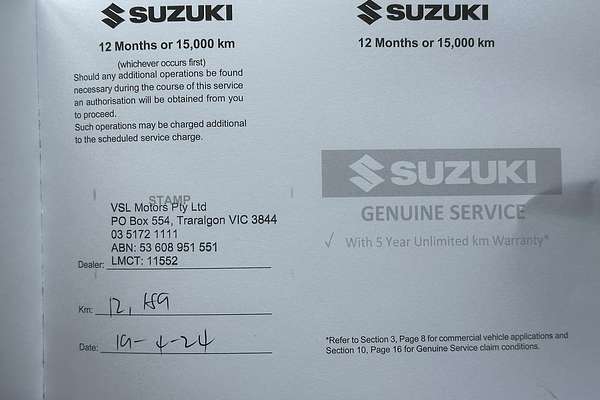 SUZUKI
12 Months or 15,000 km
(whichever occurs first)
Should any additional operations be found
necessary during the course of this service
an authorisation will be obtained from you
to proceed.
Such operations may be charged additional
to the scheduled service charge.
STAMP
VSL Motors Pty Ltd
PO Box 554, Traralgon VIC 3844
03 5172 1111
ABN: 53 608 951 551
Dealer: LMCT: 11552
Km: 12,
Date: 19-4-24
SUZUKI
12 Months or 15,000 km
SUZUKI
GENUINE SERVICE
√ With 5 Year Unlimited km Warranty*
*Refer to Section 3, Page 8 for commercial vehicle applications and
Section 10, Page 16 for Genuine Service claim conditions.